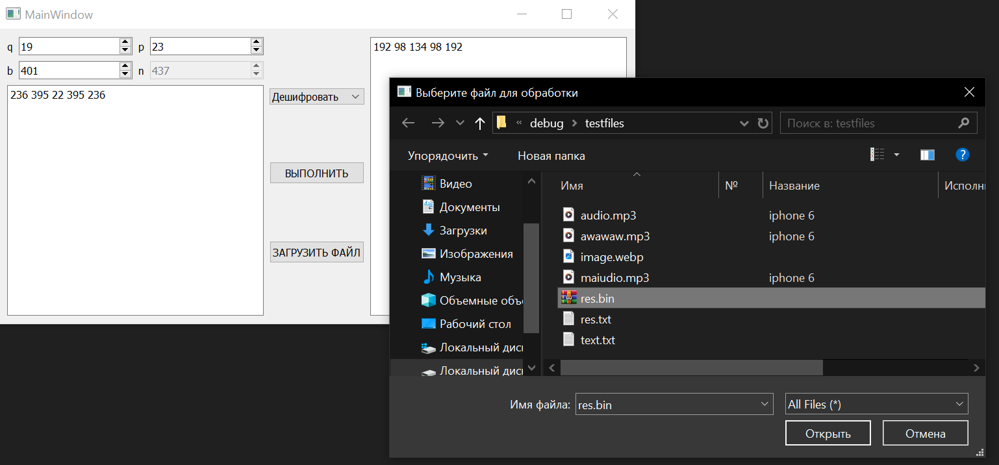 MainWindow
q 19 p 23
b 401 n 437
236 395 22 395 236
Дешифровать
ВЫПОЛНИТЬ
ЗАГРУЗИТЬ ФАЙЛ
192 98 134 98 192
Выберите файл для обработки
« debug testfiles
Поиск в: testfiles
Упорядочить Новая папка
?
Видео
Документы
Загрузки
Изображения
Музыка
Объемные объ
Рабочий стол
Локальный диск
Локальный диск
Имя № Название Исполни
audio.mp3 iphone 6
awawaw.mp3 iphone 6
image.webp
maiudio.mp3 iphone 6
res.bin
res.txt
text.txt
Имя файла: res.bin All Files (*)
Открыть Отмена